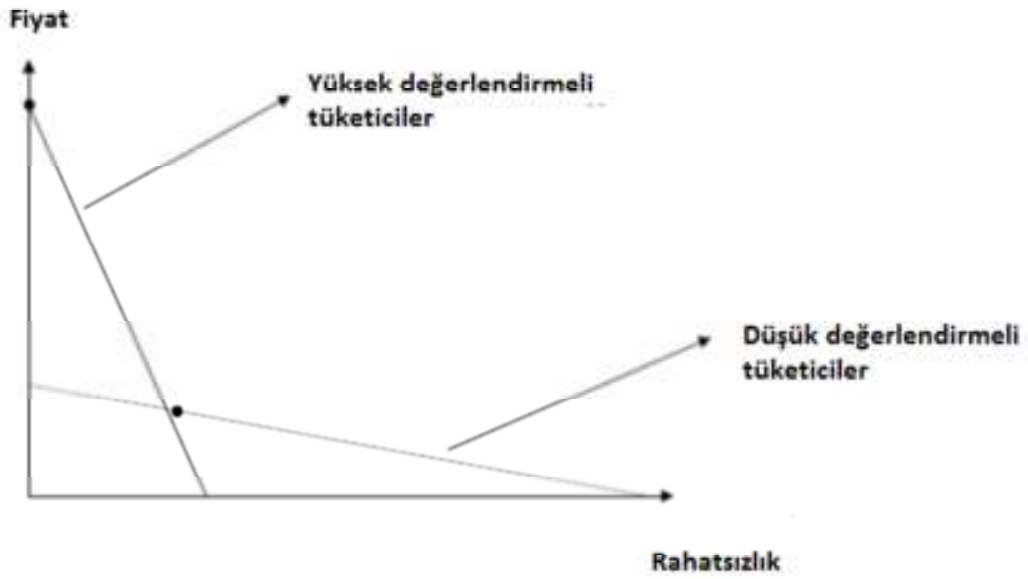 Fiyat
Yüksek değerlendirmeli
tüketiciler
Düşük değerlendirmeli
tüketiciler
Rahatsızlık